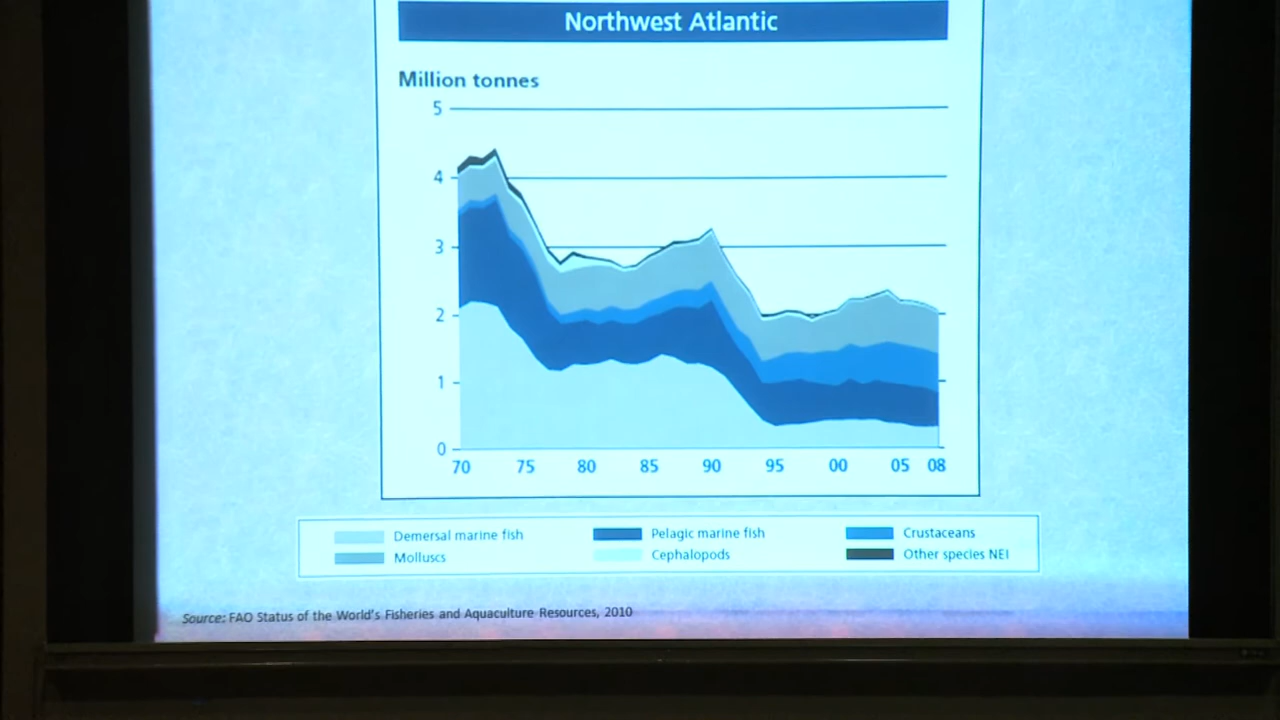 Northwest Atlantic
Million tonnes
5
4
3
2
1
0
70 75 80 85 90 95 00 05 08
Demersal marine fish Pelagic marine fish Crustaceans
Molluscs Cephalopods Other species NEI
Source: FAO Status of the World's Fisheries and Aquaculture Resources, 2010